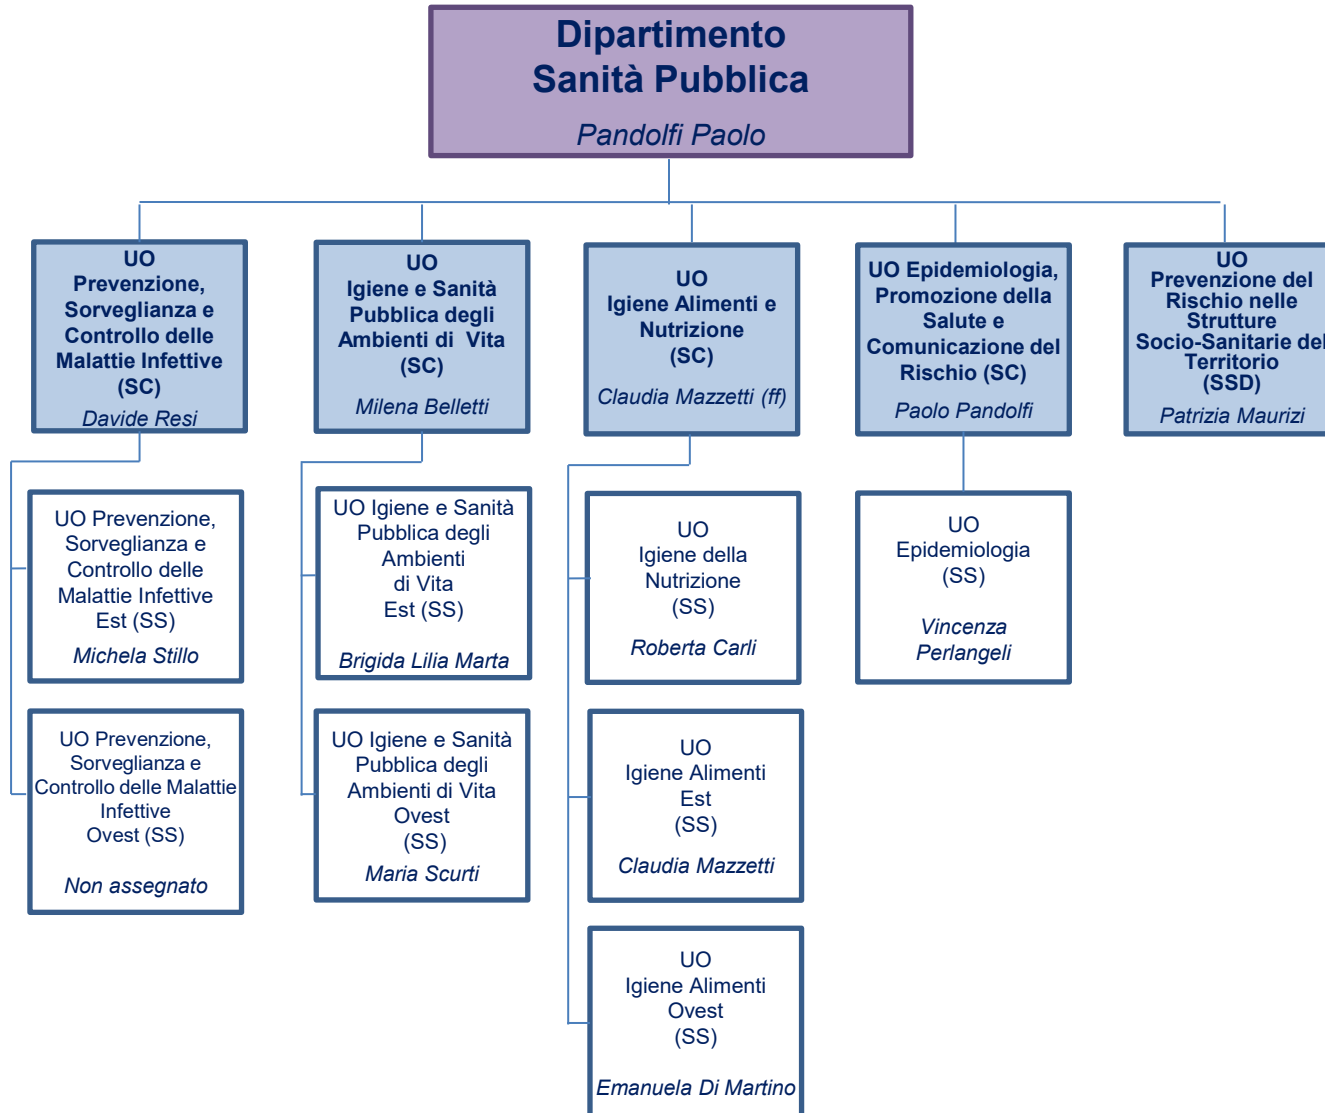 Dipartimento
Sanità Pubblica
Pandolfi Paolo
UO
Prevenzione,
Sorveglianza e
Controllo delle
Malattie Infettive
(SC)
Davide Resi
UO
Igiene e Sanità
Pubblica degli
Ambienti di Vita
(SC)
Milena Belletti
UO
Igiene Alimenti e
Nutrizione
(SC)
Claudia Mazzetti (ff)
UO Epidemiologia,
Promozione della
Salute e
Comunicazione del
Rischio (SC)
Paolo Pandolfi
UO
Prevenzione del
Rischio nelle
Strutture
Socio-Sanitarie del
Territorio
(SSD)
Patrizia Maurizi
UO Prevenzione,
Sorveglianza e
Controllo delle
Malattie Infettive
Est (SS)
Michela Stillo
UO Igiene e Sanità
Pubblica degli
Ambienti
di Vita
Est (SS)
Brigida Lilia Marta
UO
Igiene della
Nutrizione
(SS)
Roberta Carli
UO
Epidemiologia
(SS)
Vincenza
Perlangeli
UO Prevenzione,
Sorveglianza e
Controllo delle Malattie
Infettive
Ovest (SS)
Non assegnato
UO Igiene e Sanità
Pubblica degli
Ambienti di Vita
Ovest
(SS)
Maria Scurti
UO
Igiene Alimenti
Est
(SS)
Claudia Mazzetti
UO
Igiene Alimenti
Ovest
(SS)
Emanuela Di Martino